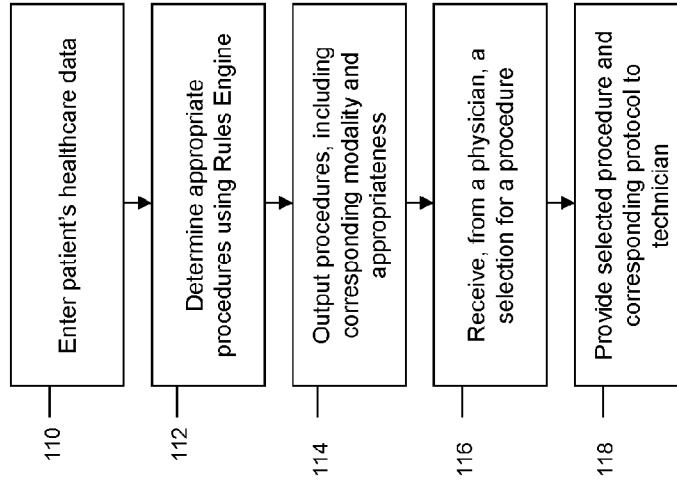 110
Enter patient's healthcare data
112
Determine appropriate
procedures using Rules Engine
114
Output procedures, including
corresponding modality and
appropriateness
116
Receive, from a physician, a
selection for a procedure
118
Provide selected procedure and
corresponding protocol to
technician